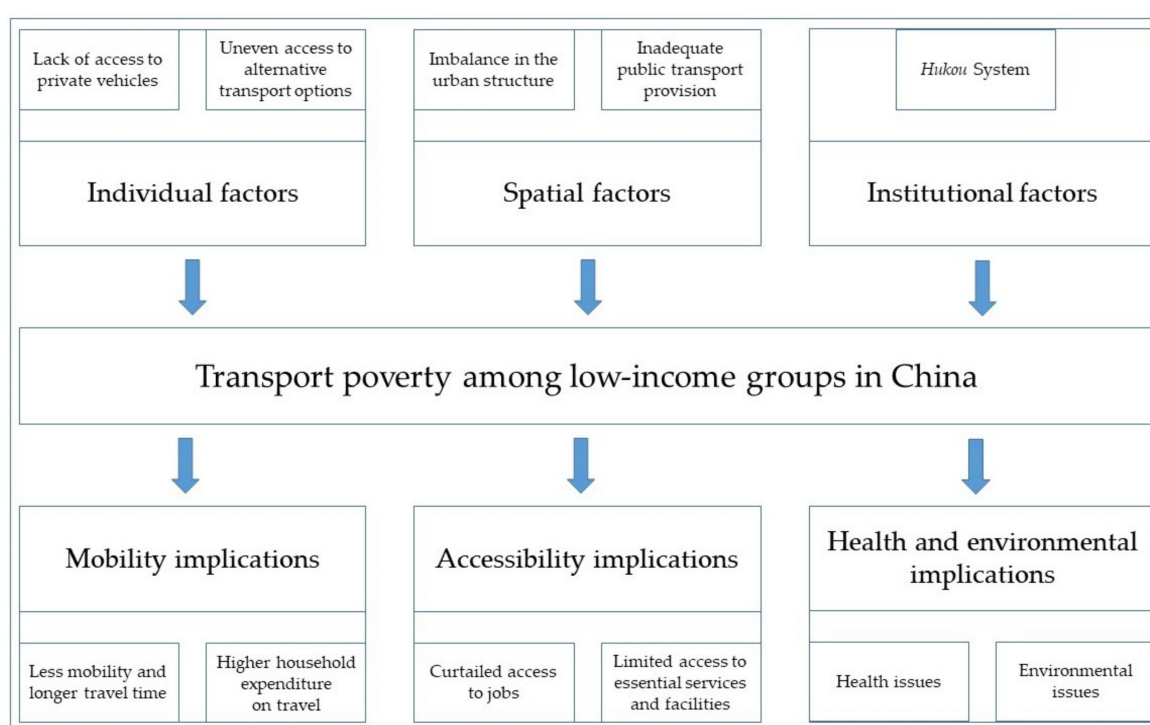 Lack of access to
private vehicles
Uneven access to
alternative
transport options
Imbalance in the
urban structure
Inadequate
public transport
provision
Hukou System
Individual factors
Spatial factors
Institutional factors
Transport poverty among low-income groups in China
Mobility implications
Accessibility implications
Health and environmental
implications
Less mobility and
longer travel time
Higher household
expenditure
on travel
Curtailed access
to jobs
Limited access to
essential services
and facilities
Health issues
Environmental
issues